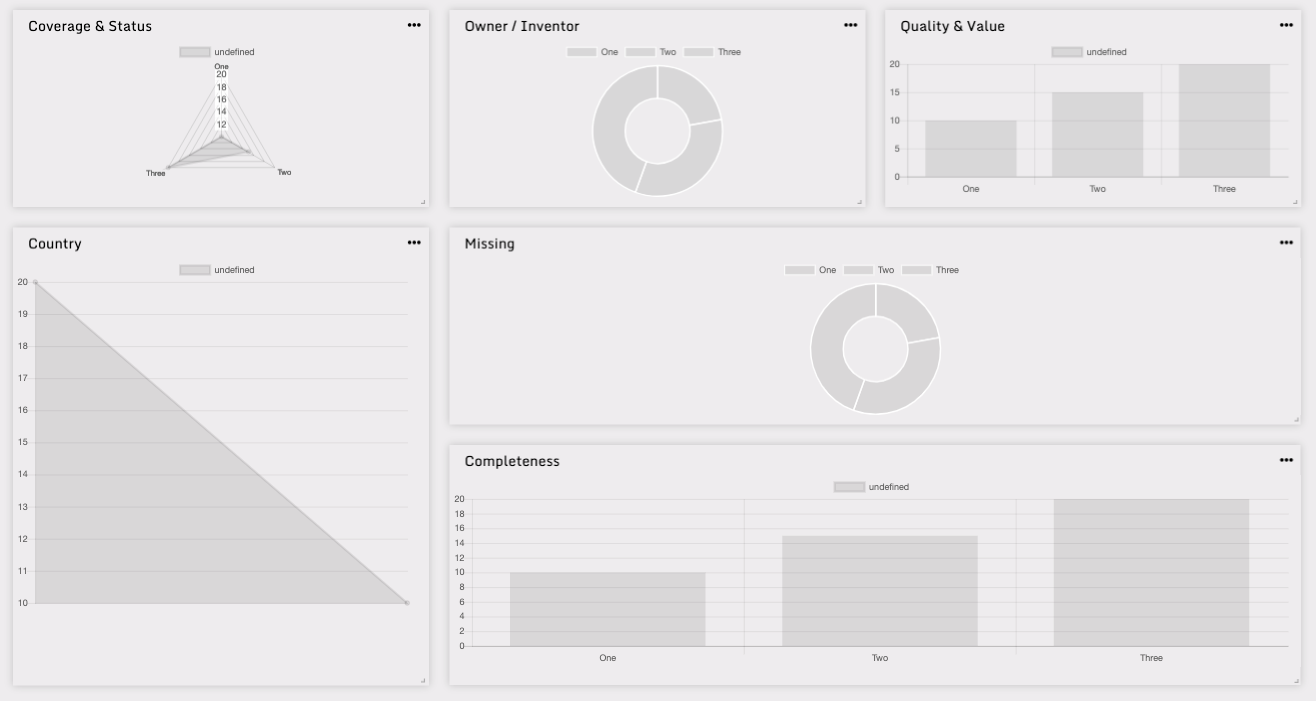 Coverage & Status
undefined
One
20
18
16
14
12
Three
Two
Owner / Inventor
One Two Three
Quality & Value
undefined
20
15
10
5
0
One Two Three
Country
undefined
20
19
18
17
16
15
14
13
12
11
10
Missing
One Two Three
Completeness
undefined
20
18
16
14
12
10
8
6
4
2
0
One Two Three